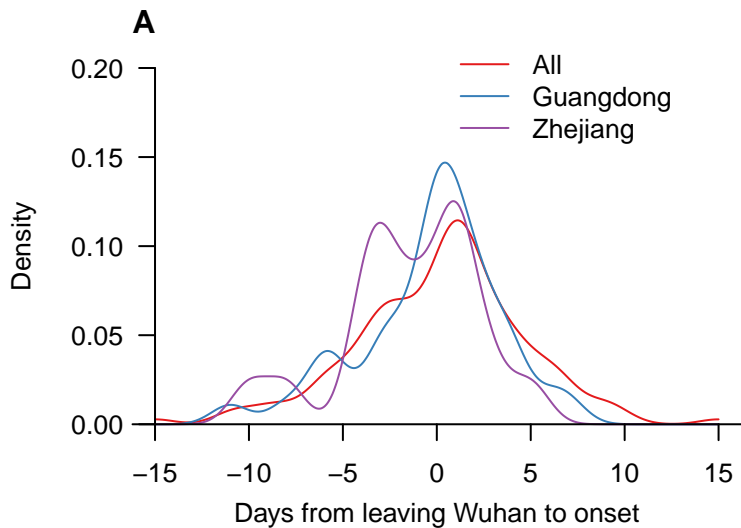 A
All
Guangdong
Zhejiang
0.20
0.15
0.10
0.05
0.00
Density
−15 −10 −5 0 5 10 15
Days from leaving Wuhan to onset